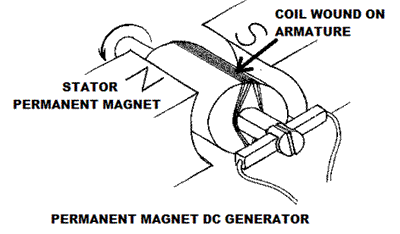 COIL WOUND ON
ARMATURE
S
N
STATOR
PERMANENT MAGNET
PERMANENT MAGNET DC GENERATOR